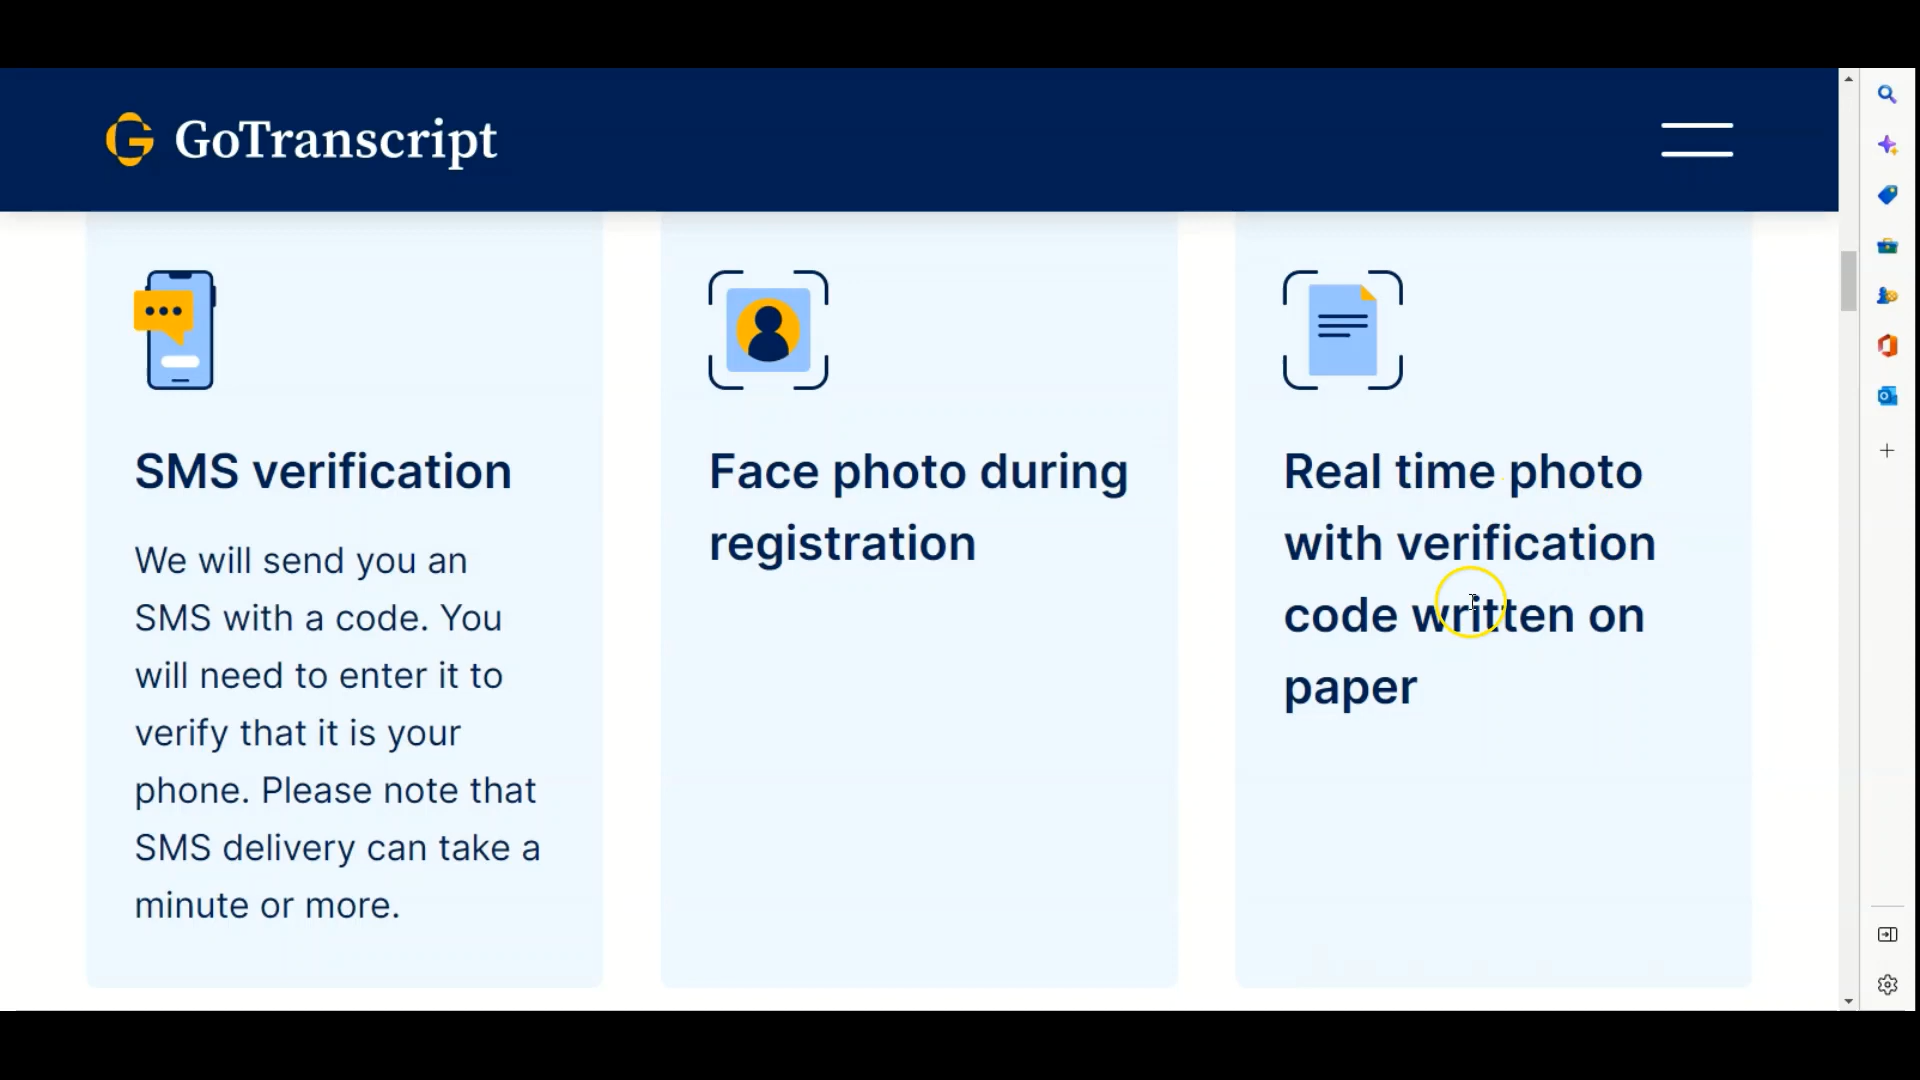 GoTranscript
SMS verification
We will send you an
SMS with a code. You
will need to enter it to
verify that it is your
phone. Please note that
SMS delivery can take a
minute or more.
Face photo during
registration
Real time photo
with verification
code written on
paper